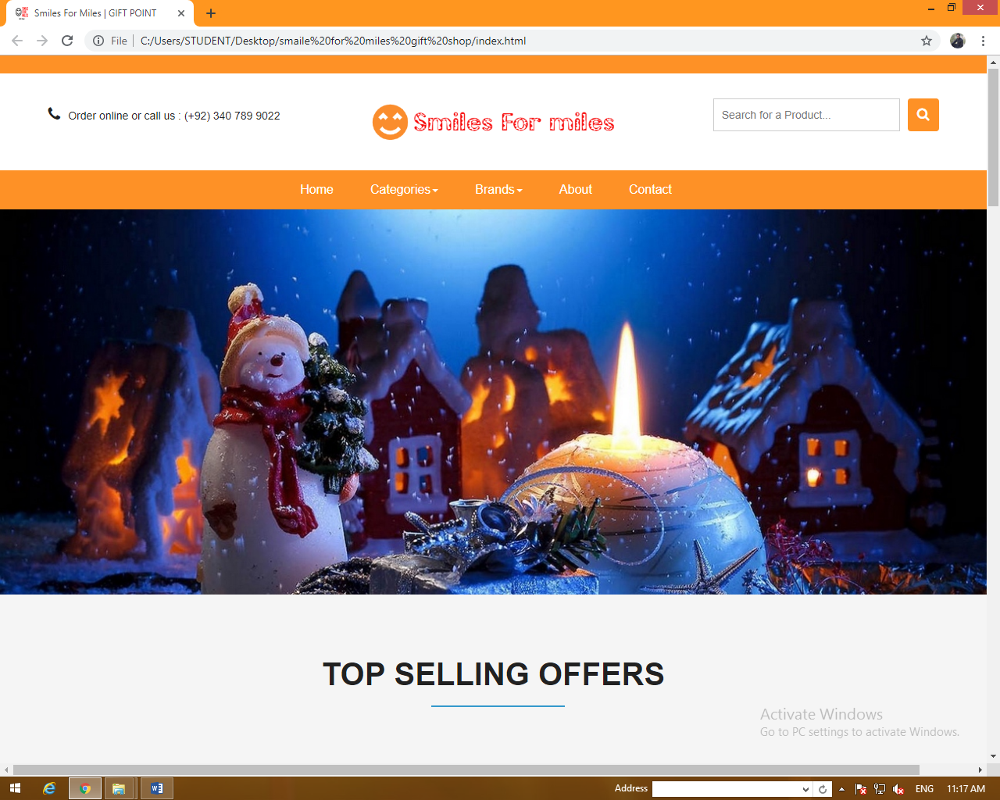 Smiles For Miles | GIFT POINT
File
C:/Users/STUDENT/Desktop/smaile%20for%20miles%20gift%20shop/index.html
Order online or call us : (+92) 340 789 9022
Smiles For miles
Search for a Product...
Home Categories Brands About Contact
TOP SELLING OFFERS
Activate Windows
Go to PC settings to activate Windows.
Address
ENG
11:17 AM